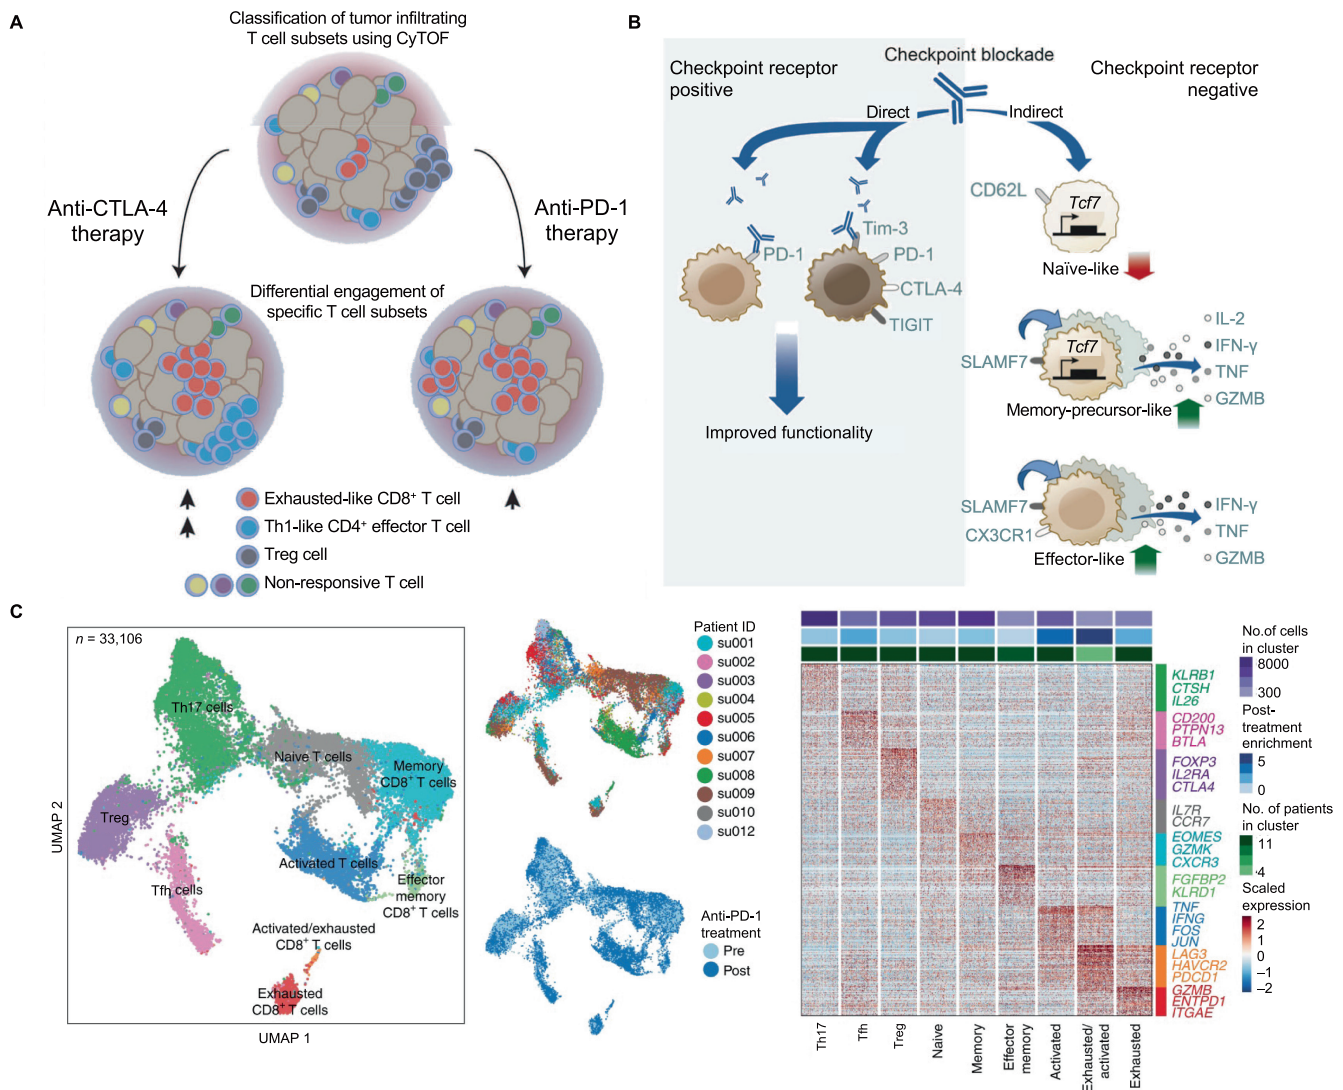 A
Classification of tumor infiltrating
T cell subsets using CyTOF
Anti-CTLA-4
therapy
Anti-PD-1
therapy
Differential engagement of
specific T cell subsets
Exhausted-like CD8⁺ T cell
Th1-like CD4⁺ effector T cell
Treg cell
Non-responsive T cell
B
Checkpoint blockade
Checkpoint receptor
positive
Checkpoint receptor
negative
Direct
Indirect
PD-1
Tim-3
PD-1
CTLA-4
TIGIT
Improved functionality
CD62L
Tcf7
Naïve-like
SLAMF7
Tcf7
IL-2
IFN-γ
TNF
GZMB
Memory-precursor-like
SLAMF7
CX3CR1
IFN-γ
TNF
GZMB
Effector-like
C
n = 33,106
Th17 cells
Naive T cells
Memory
CD8⁺ T cells
Treg
Activated T cells
Tfh cells
Effector
memory
CD8⁺ T cells
Activated/exhausted
CD8⁺ T cells
Exhausted
CD8⁺ T cells
UMAP 2
UMAP 1
Patient ID
su001
su002
su003
su004
su005
su006
su007
su008
su009
su010
su012
Anti-PD-1
treatment
Pre
Post
KLRB1
CTSH
IL26
CD200
PTPN13
BTLA
FOXP3
IL2RA
CTLA4
IL7R
CCR7
EOMES
GZMK
CXCR3
FGFBP2
KLRD1
TNF
IFNG
FOS
JUN
LAG3
HAVCR2
PDCD1
GZMB
ENTPD1
ITGAE
Th17
Tfh
Treg
Naive
Memory
Effector
memory
Activated
Exhausted/
activated
Exhausted
No.of cells
in cluster
8000
300
Post-
treatment
enrichment
5
0
No. of patients
in cluster
11
4
Scaled
expression
2
1
0
–1
–2